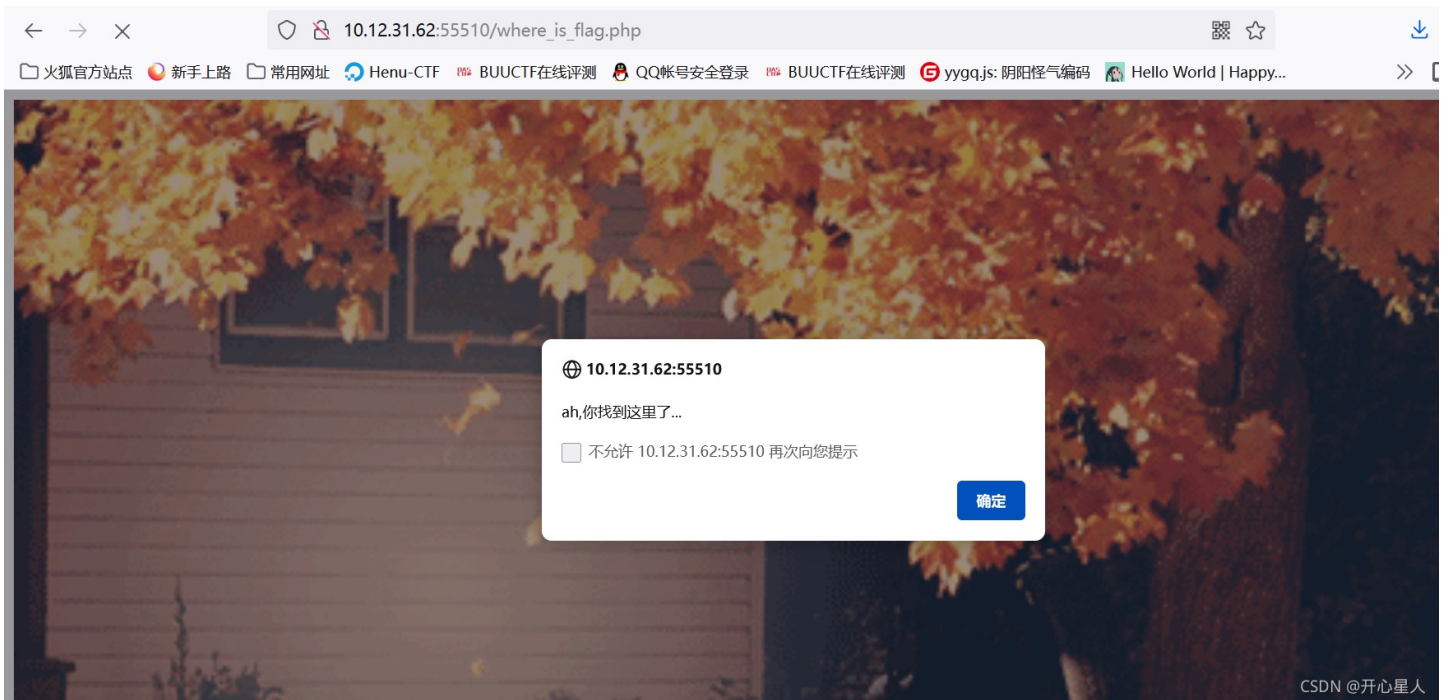 10.12.31.62:55510/where_is_flag.php
火狐官方站点 新手上路 常用网址 Henu-CTF BUUCTF在线评测 QQ帐号安全登录 BUUCTF在线评测 yygq.js: 阴阳怪气编码 Hello World | Happy...
10.12.31.62:55510
ah,你找到这里了...
不允许 10.12.31.62:55510 再次向您提示
确定
CSDN @开心星人